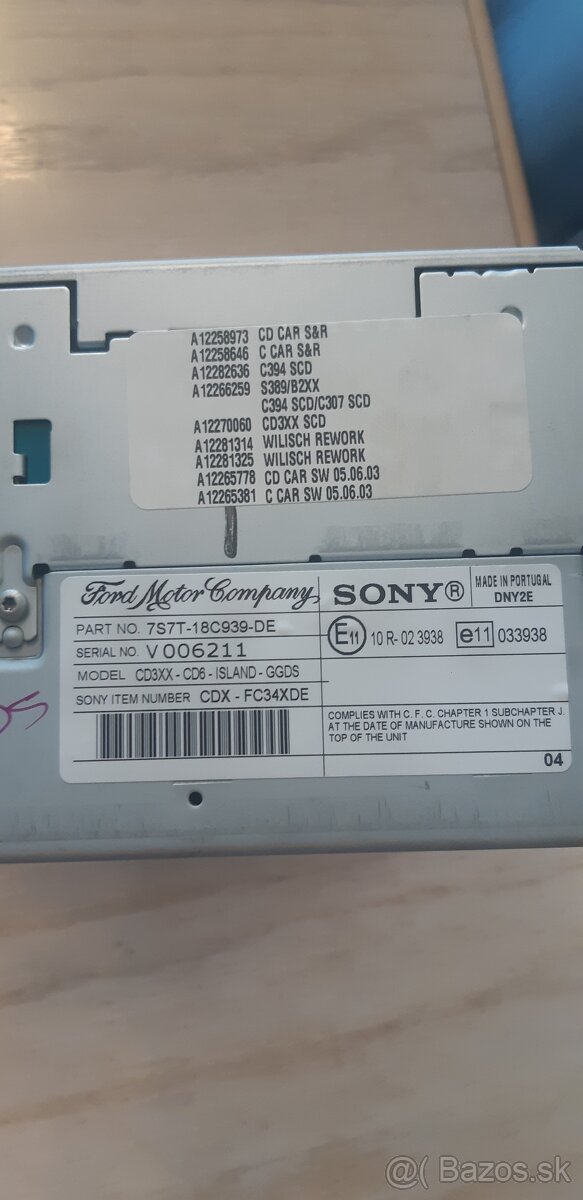 A12258973 CD CAR S&R
A12258646 C CAR S&R
A12282636 C394 SCD
A12266259 S389/B2XX
C394 SCD/C307 SCD
A12270060 CD3XX SCD
A12281314 WILISCH REWORK
A12281325 WILISCH REWORK
A12265778 CD CAR SW 05.06.03
A12265381 C CAR SW 05.06.03
Ford Motor Company,
PART NO. 7S7T-18C939-DE
SERIAL NO. V 006211
MODEL CD3XX - CD6 - ISLAND - GGDS
SONY ITEM NUMBER CDX - FC34XDE
SONY®
MADE IN PORTUGAL
DNY2E
E11 10 R- 02 3938 e11 033938
COMPLIES WITH C. F. C. CHAPTER 1 SUBCHAPTER J.
AT THE DATE OF MANUFACTURE SHOWN ON THE
TOP OF THE UNIT
04
@( Bazos.sk